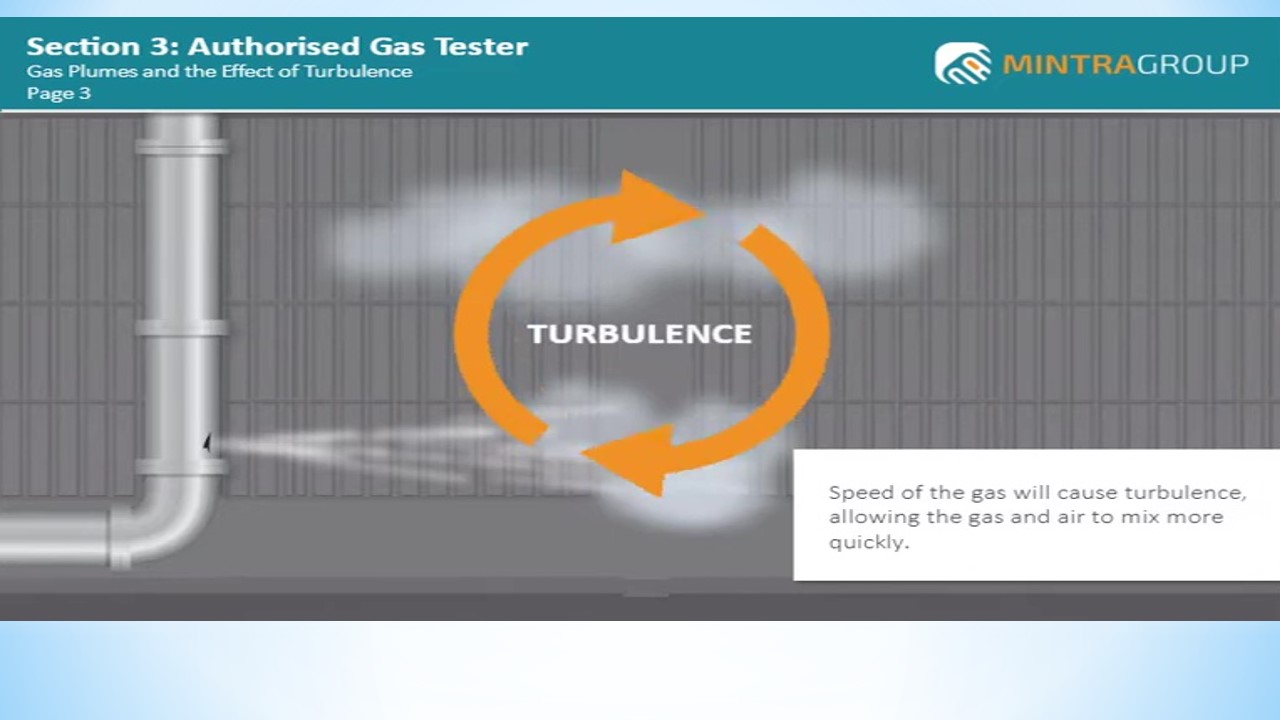 Section 3: Authorised Gas Tester
Gas Plumes and the Effect of Turbulence
Page 3
MINTRAGROUP
TURBULENCE
Speed of the gas will cause turbulence,
allowing the gas and air to mix more
quickly.